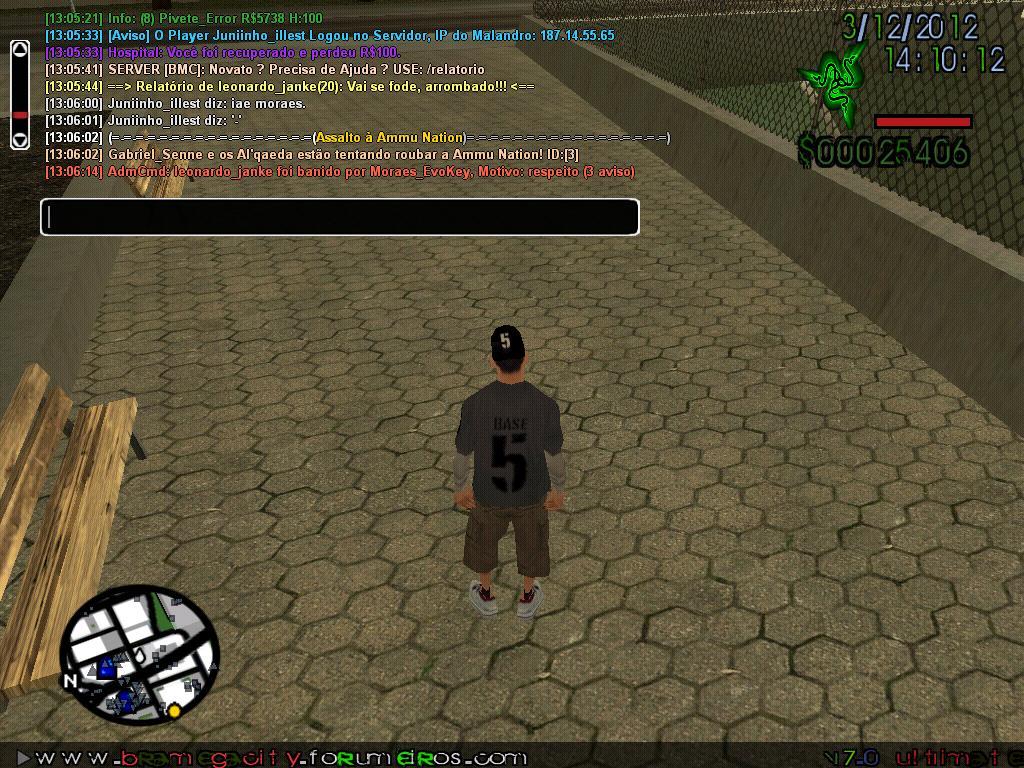 [13:05:21] Info: (8) Pivete_Error R$5738 H:100
[13:05:33] [Aviso] O Player Juniinho_illest Logou no Servidor, IP do Malandro: 187.14.55.65
[13:05:33] Hospital: Você foi recuperado e perdeu R$100.
[13:05:41] SERVER [BMC]: Novato ? Precisa de Ajuda ? USE: /relatorio
[13:05:44] ==> Relatório de leonardo_janke(20): Vai se fode, arrombado!!! <==
[13:06:00] Juniinho_illest diz: iae moraes.
[13:06:01] Juniinho_illest diz: '.'
[13:06:02] (=-=-=-=-=-=-=-=-=-=-=-=-=(Assalto à Ammu Nation)=-=-=-=-=-=-=-=-=-=-=-=-=-=)
[13:06:02] Gabriel_Senne e os Al'qaeda estão tentando roubar a Ammu Nation! ID:[3]
[13:06:14] AdmCmd: leonardo_janke foi banido por Moraes_EvoKey, Motivo: respeito (3 aviso)
3/12/2012
14:10:12
$00025406
5
BASE
5
N
www.bramegacity.forumeiros.com
v7.0 ultimate